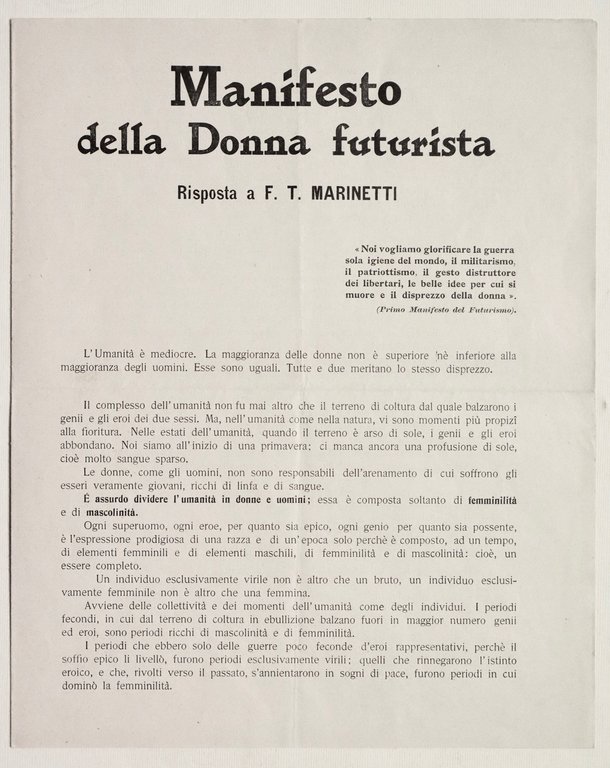 Manifesto
della Donna futurista
Risposta a F. T. MARINETTI
« Noi vogliamo glorificare la guerra
sola igiene del mondo, il militarismo,
il patriottismo, il gesto distruttore
dei libertari, le belle idee per cui si
muore e il disprezzo della donna ».
(Primo Manifesto del Futurismo).
L'Umanità è mediocre. La maggioranza delle donne non è superiore 'nè inferiore alla
maggioranza degli uomini. Esse sono uguali. Tutte e due meritano lo stesso disprezzo.
Il complesso dell'umanità non fu mai altro che il terreno di coltura dal quale balzarono i
genii e gli eroi dei due sessi. Ma, nell'umanità come nella natura, vi sono momenti più propizî
alla fioritura. Nelle estati dell'umanità, quando il terreno è arso di sole, i genii e gli eroi
abbondano. Noi siamo all'inizio di una primavera; ci manca ancora una profusione di sole,
cioè molto sangue sparso.
Le donne, come gli uomini, non sono responsabili dell'arenamento di cui soffrono gli
esseri veramente giovani, ricchi di linfa e di sangue.
É assurdo dividere l'umanità in donne e uomini; essa è composta soltanto di femminilità
e di mascolinità.
Ogni superuomo, ogni eroe, per quanto sia epico, ogni genio per quanto sia possente,
è l'espressione prodigiosa di una razza e di un'epoca solo perchè è composto, ad un tempo,
di elementi femminili e di elementi maschili, di femminilità e di mascolinità: cioè, un
essere completo.
Un individuo esclusivamente virile non è altro che un bruto, un individuo esclusi-
vamente femminile non è altro che una femmina.
Avviene delle collettività e dei momenti dell'umanità come degli individui. I periodi
fecondi, in cui dal terreno di coltura in ebullizione balzano fuori in maggior numero genii
ed eroi, sono periodi ricchi di mascolinità e di femminilità.
I periodi che ebbero solo delle guerre poco feconde d'eroi rappresentativi, perchè il
soffio epico li livellò, furono periodi esclusivamente virili; quelli che rinnegarono l'istinto
eroico, e che, rivolti verso il passato, s'annientarono in sogni di pace, furono periodi in cui
dominò la femminilità.